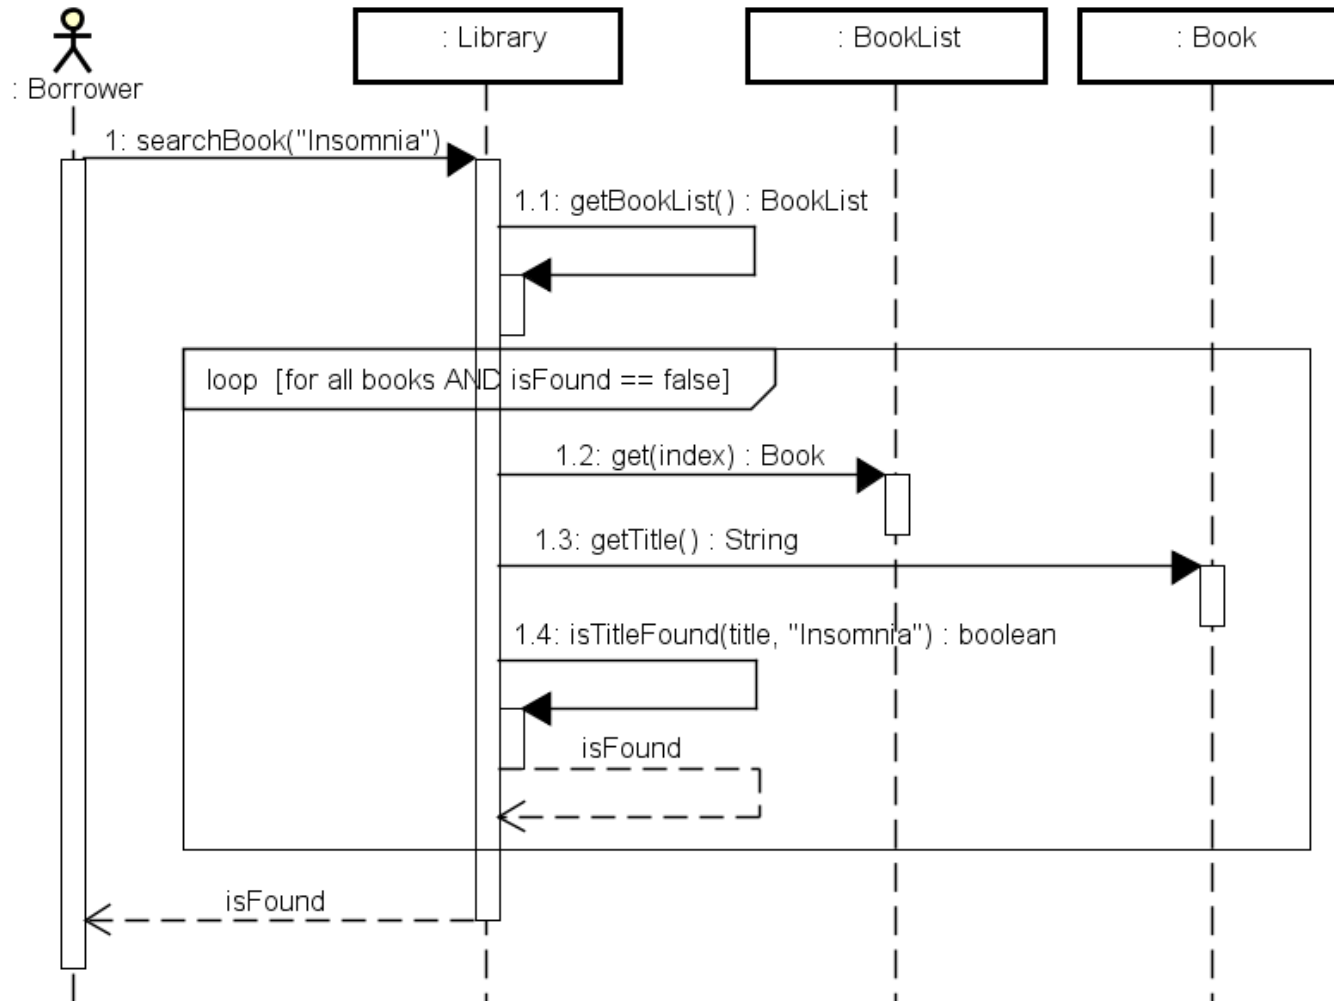 : Library
: BookList
: Book
: Borrower
1: searchBook("Insomnia")
1.1: getBookList() : BookList
loop [for all books AND isFound == false]
1.2: get(index) : Book
1.3: getTitle() : String
1.4: isTitleFound(title, "Insomnia") : boolean
isFound
isFound